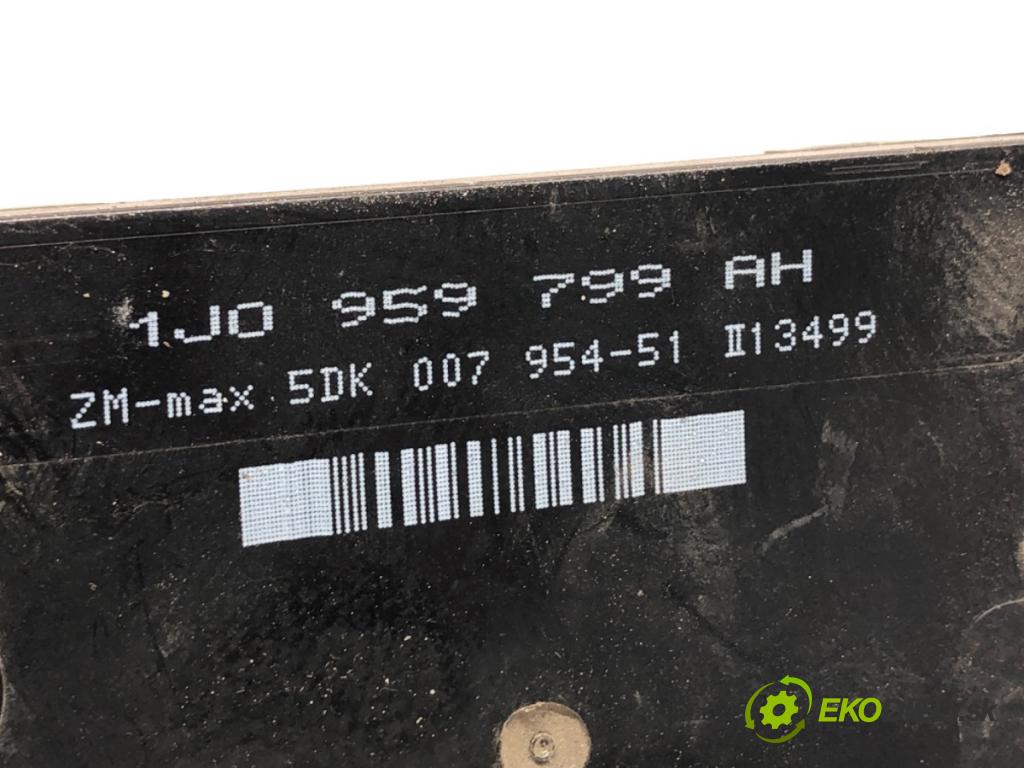 1J0 959 799 AH
ZM-max 5DK 007 954-51 II13499
EKO